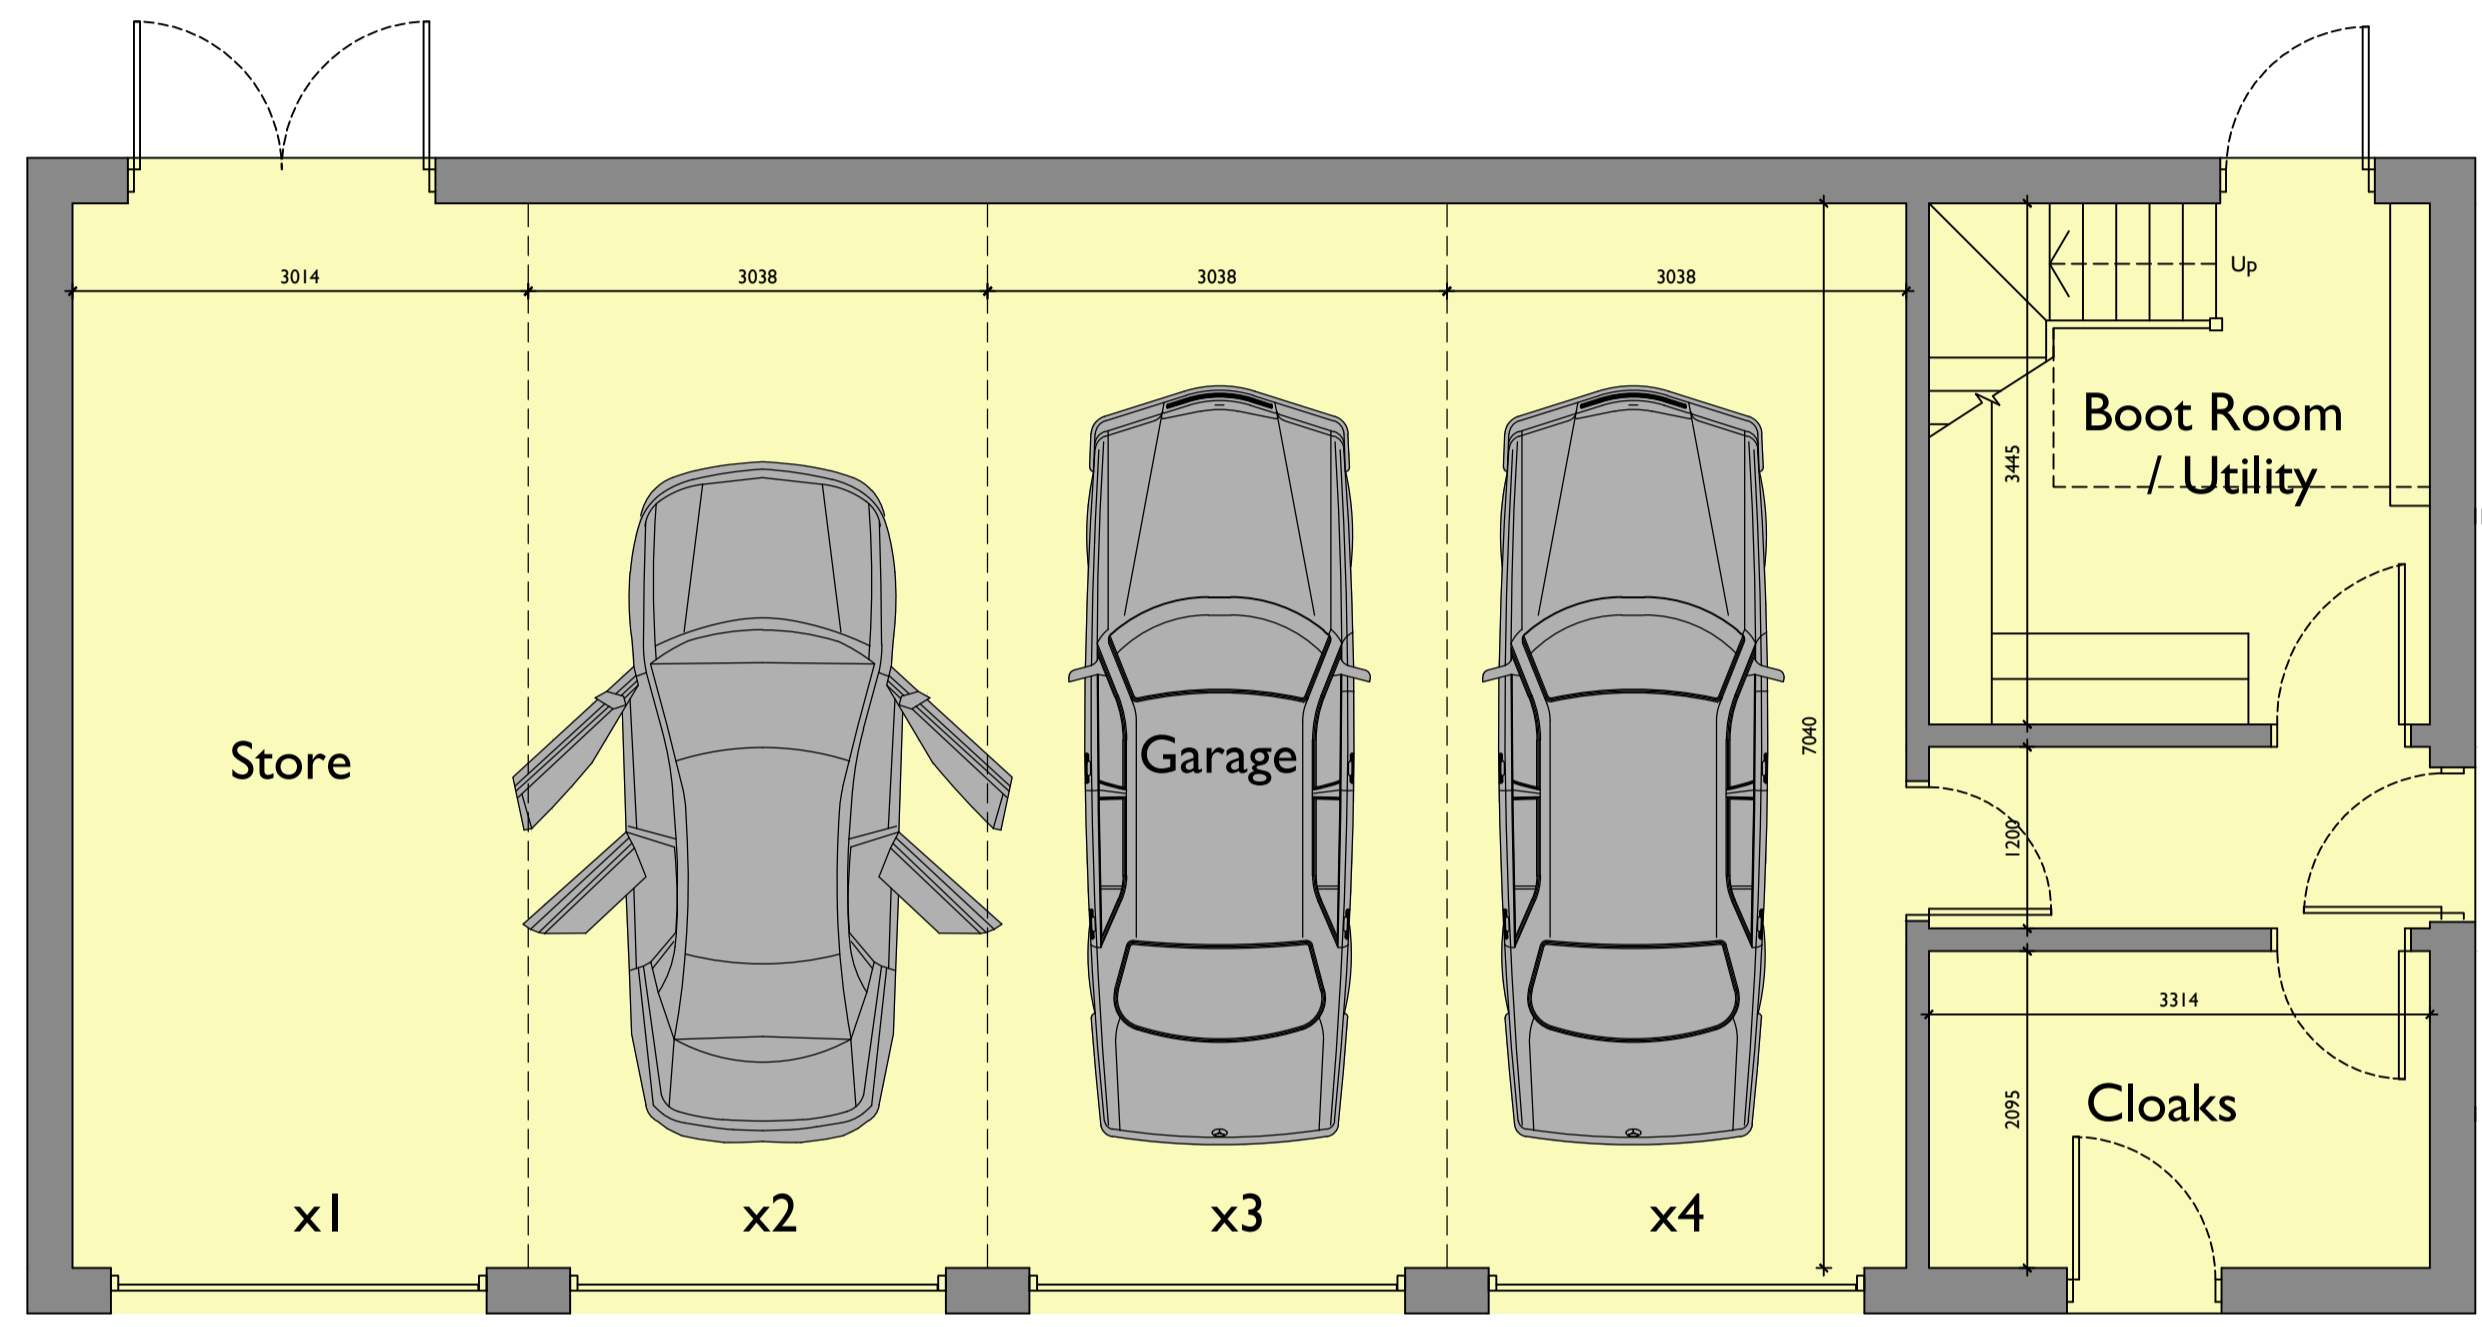 3014
3038
3038
3038
Up
Boot Room
/ Utility
3445
7040
Store
Garage
1200
3314
2095
Cloaks
x1
x2
x3
x4